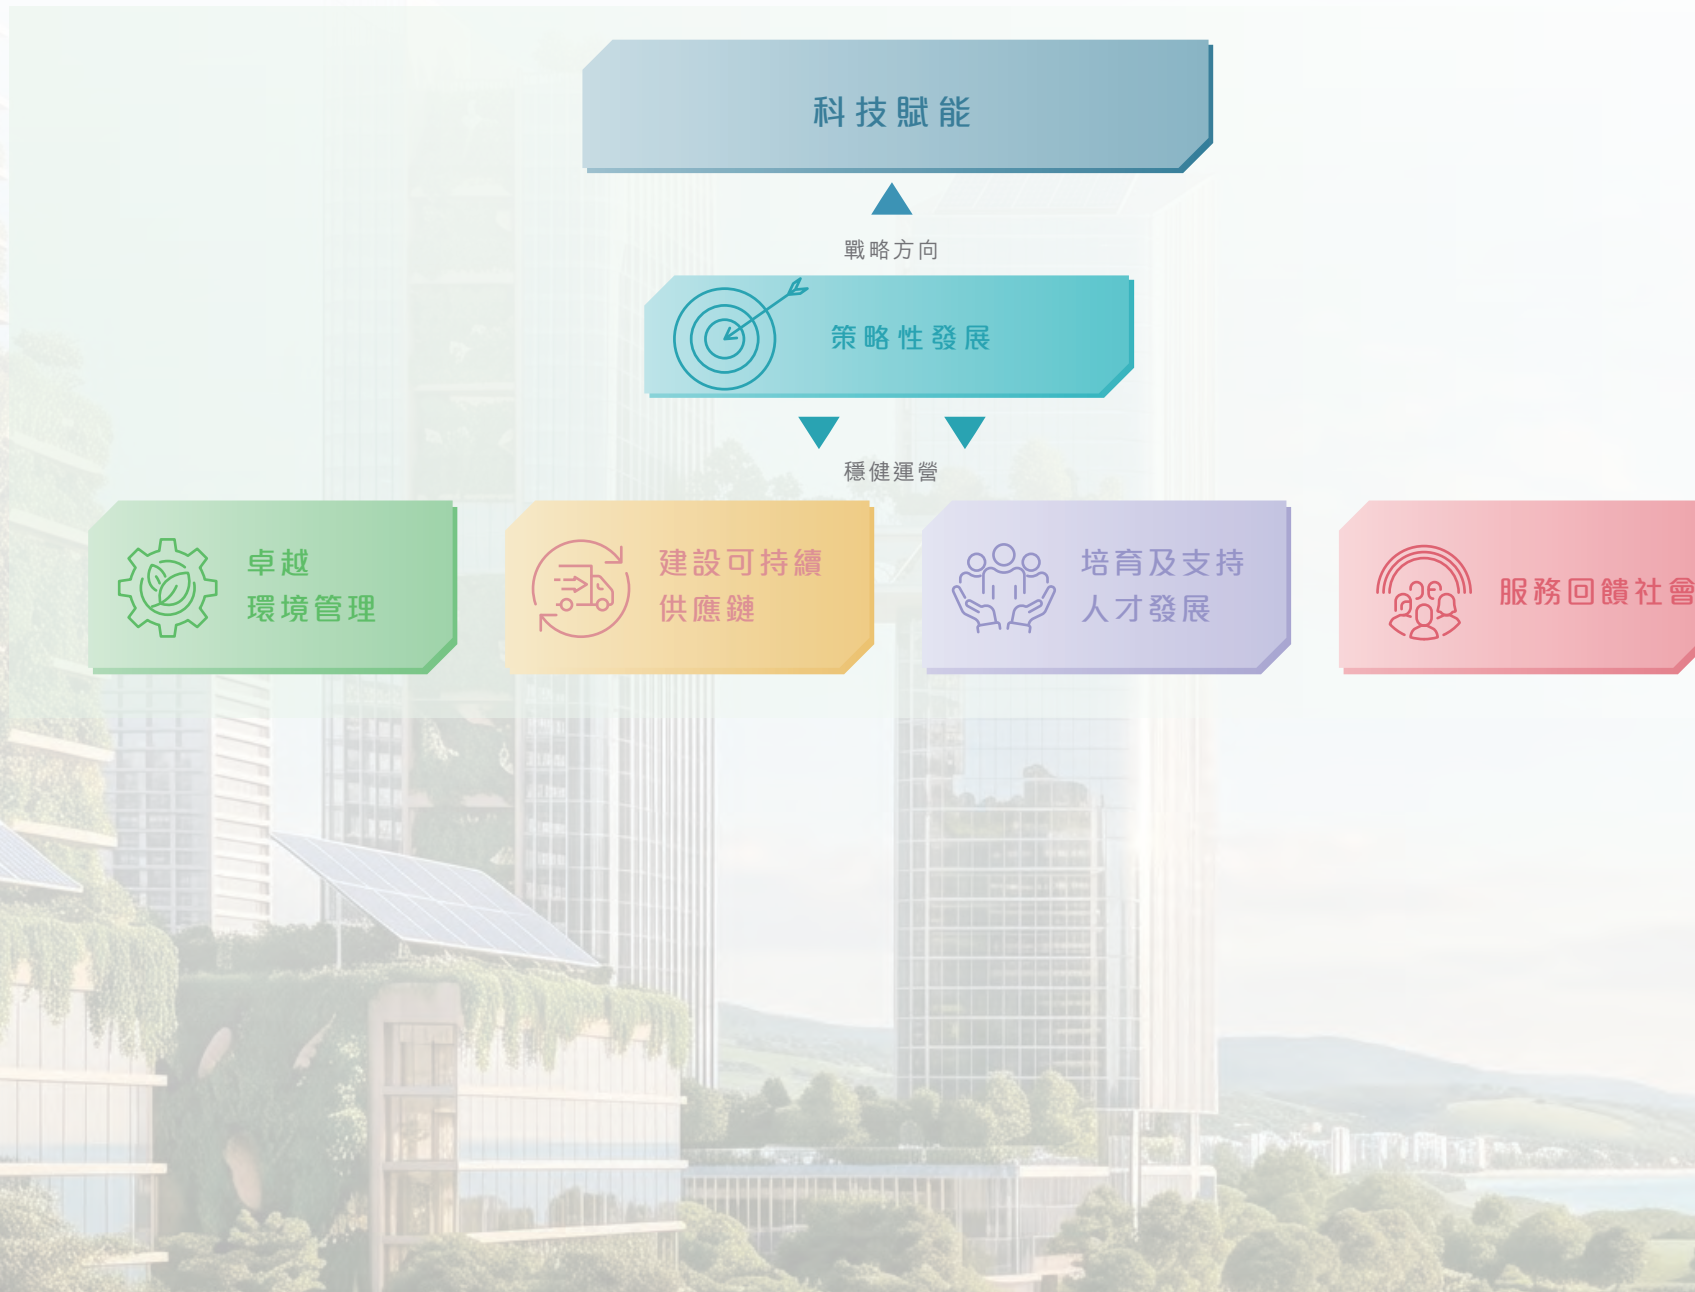 科技賦能
戰略方向
策略性發展
穩健運營
卓越
環境管理
建設可持續
供應鏈
培育及支持
人才發展
服務回饋社會